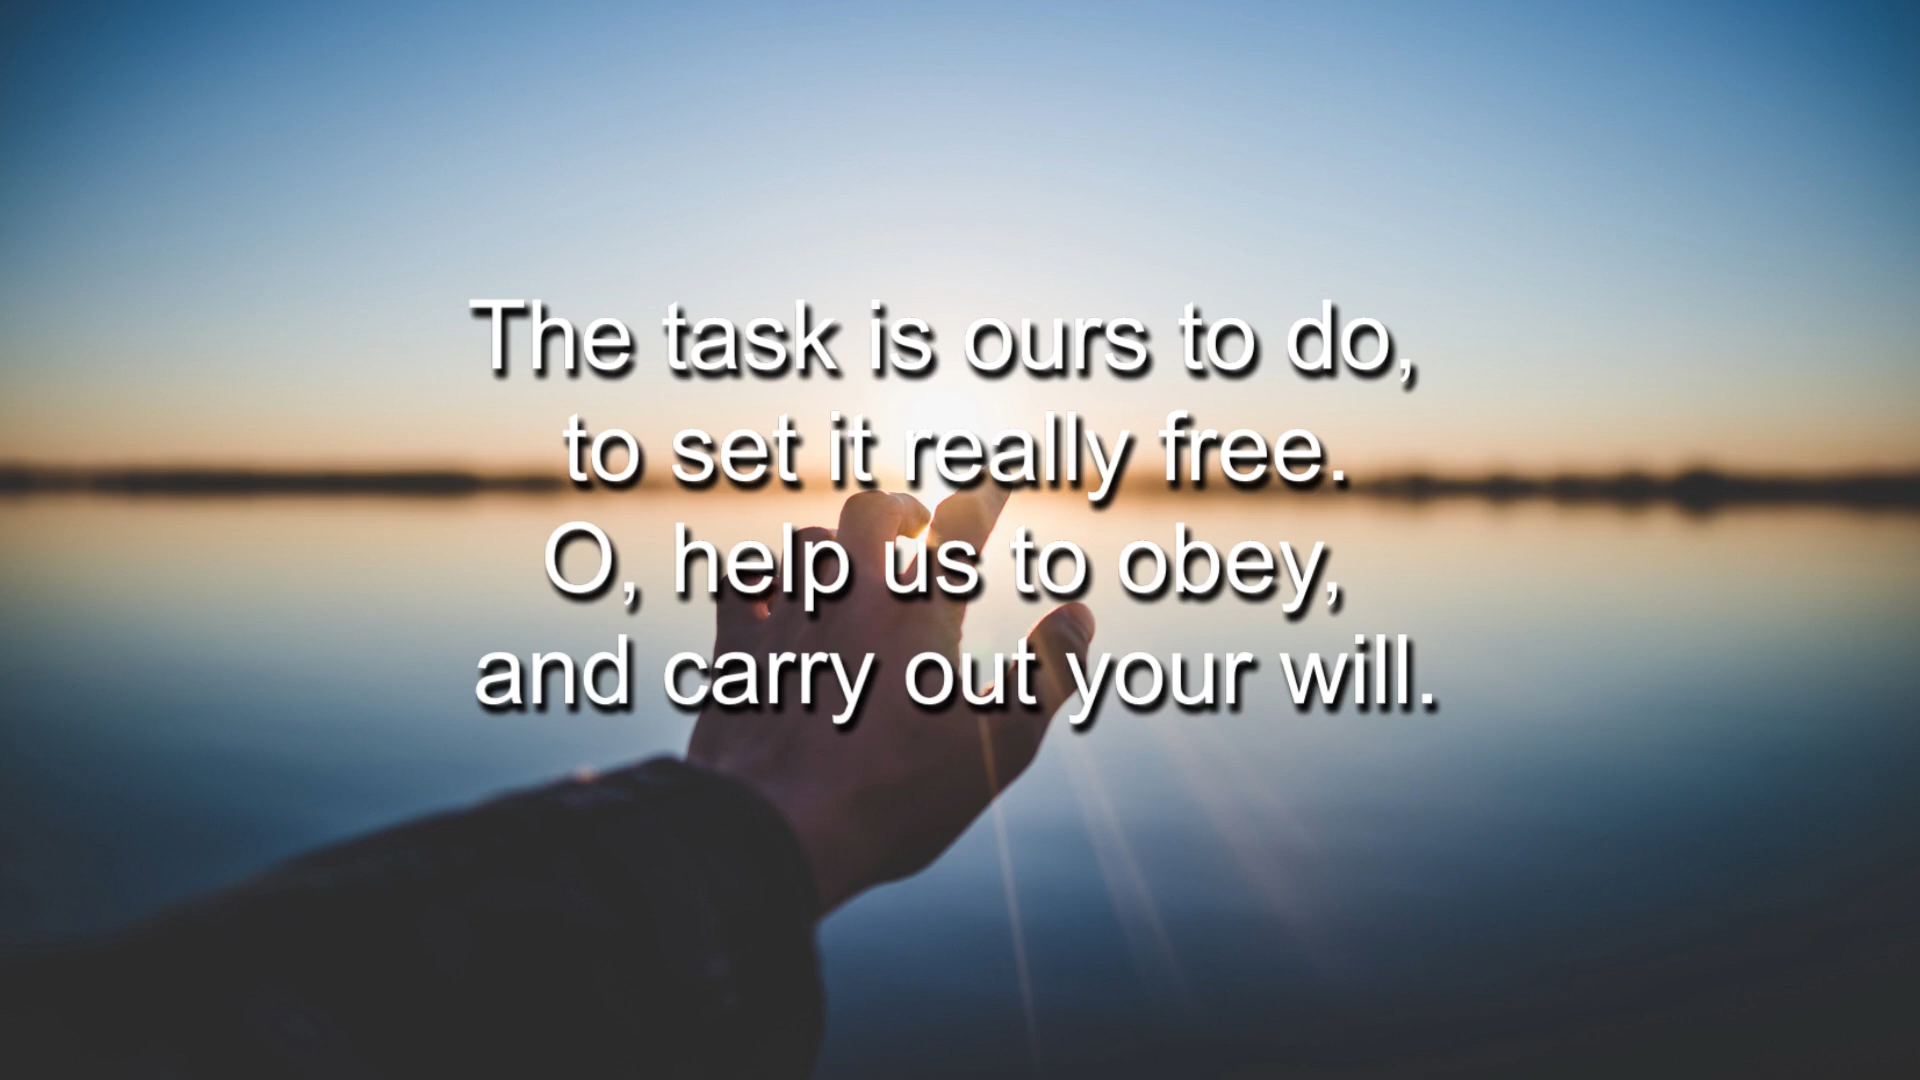 The task is ours to do,
to set it really free.
O, help us to obey,
and carry out your will.